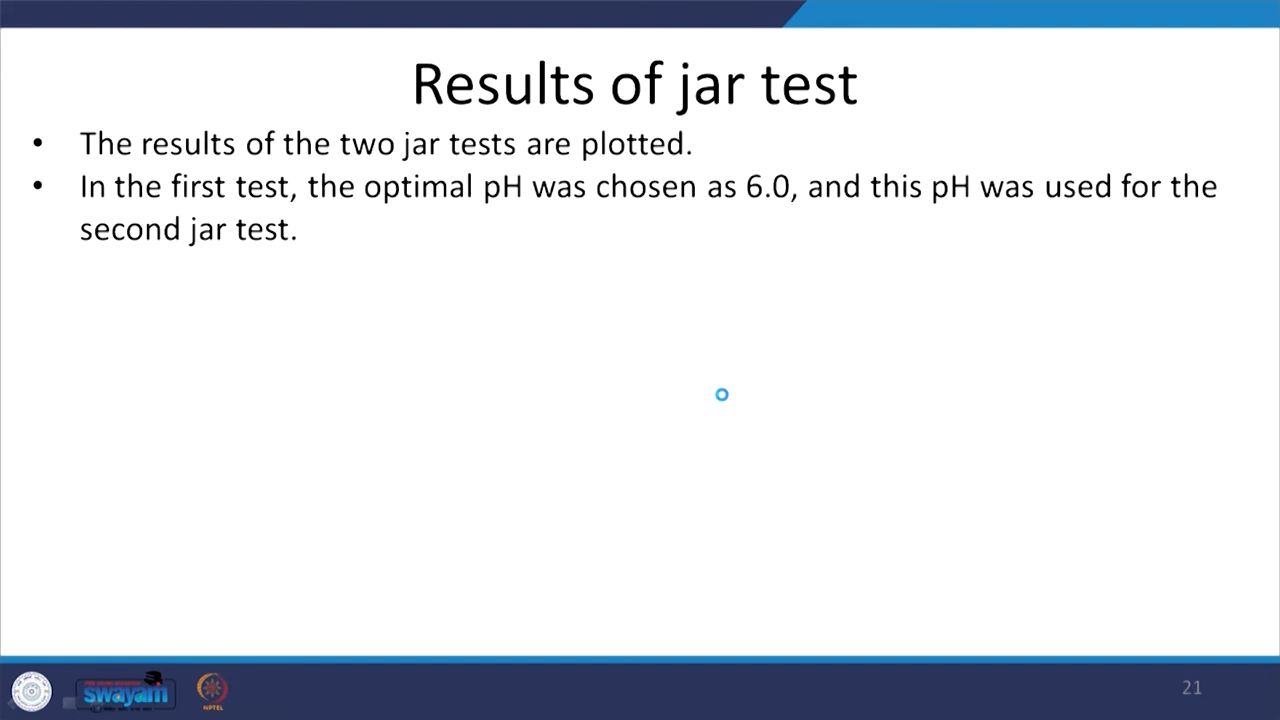 Results of jar test
• The results of the two jar tests are plotted.
• In the first test, the optimal pH was chosen as 6.0, and this pH was used for the
second jar test.
swayam
NPTEL
21